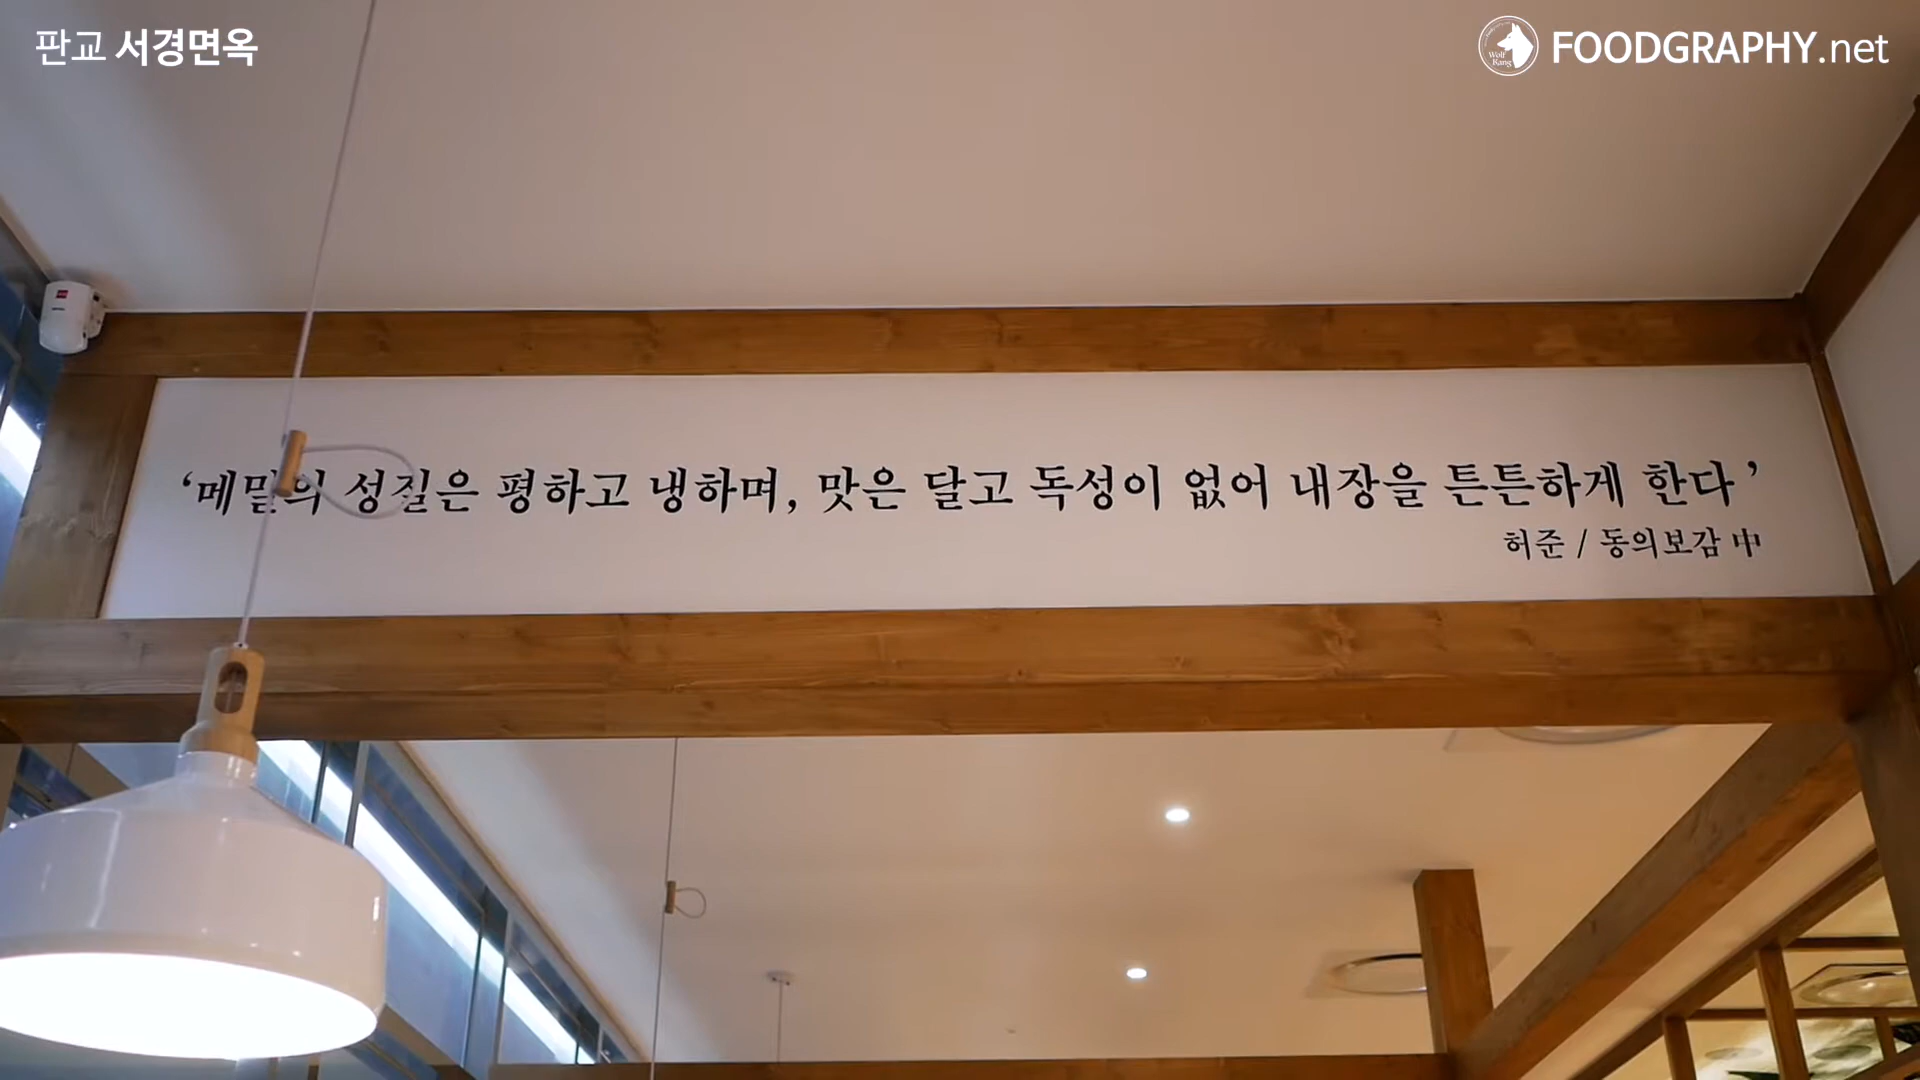 판교 서경면옥
Wolf Kang FOODGRAPHY.net
‘메밀의 성질은 평하고 냉하며, 맛은 달고 독성이 없어 내장을 튼튼하게 한다’
허준 / 동의보감 中